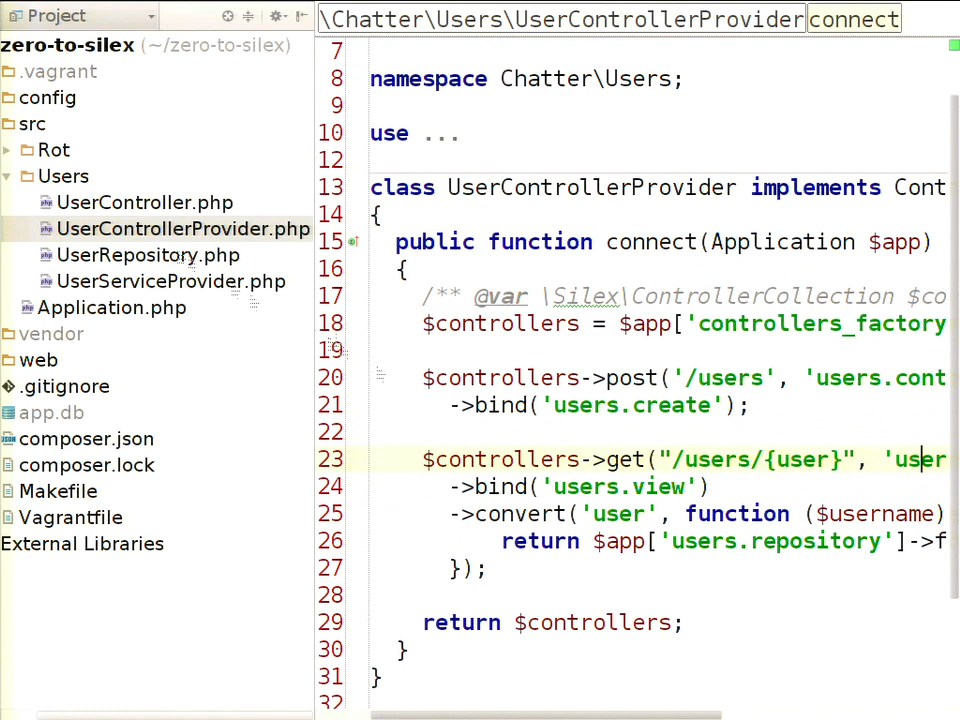 Project
\Chatter\Users\UserControllerProvider connect
zero-to-silex (~/zero-to-silex)
.vagrant
config
src
Rot
Users
UserController.php
UserControllerProvider.php
UserRepository.php
UserServiceProvider.php
Application.php
vendor
web
.gitignore
app.db
composer.json
composer.lock
Makefile
Vagrantfile
External Libraries
7
8 namespace Chatter\Users;
9
10 use ...
12
13 class UserControllerProvider implements Cont
14 {
15 public function connect(Application $app)
16 {
17 /** @var \Silex\ControllerCollection $co
18 $controllers = $app['controllers_factory
19
20 $controllers->post('/users', 'users.cont
21 ->bind('users.create');
22
23 $controllers->get("/users/{user}", 'user
24 ->bind('users.view')
25 ->convert('user', function ($username)
26 return $app['users.repository']->f
27 });
28
29 return $controllers;
30 }
31 }
32